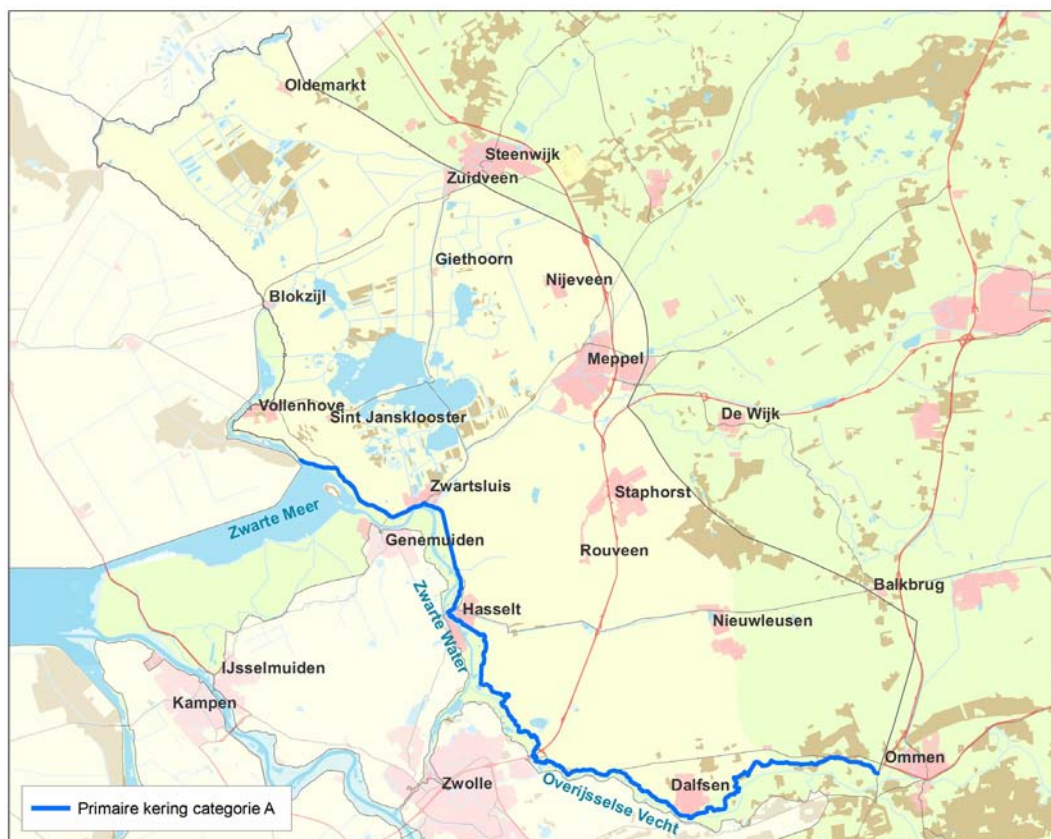 Oldemarkt
Steenwijk
Zuidveen
Giethoorn
Nijeveen
Blokzijl
Meppel
Vollenhove
Sint Jansklooster
De Wijk
Zwartsluis
Staphorst
Zwarte Meer
Genemuiden
Rouveen
Balkbrug
Zwarte Water
Hasselt
Nieuwleusen
IJsselmuiden
Kampen
Ommen
Zwolle
Dalfsen
Overijsselse Vecht
Primaire kering categorie A